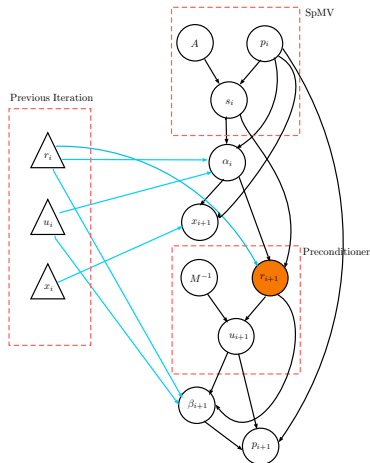 SpMV
A
p_i
Previous Iteration
s_i
r_i
α_i
u_i
x_{i+1}
Preconditioner
x_i
M^{-1}
r_{i+1}
u_{i+1}
β_{i+1}
p_{i+1}